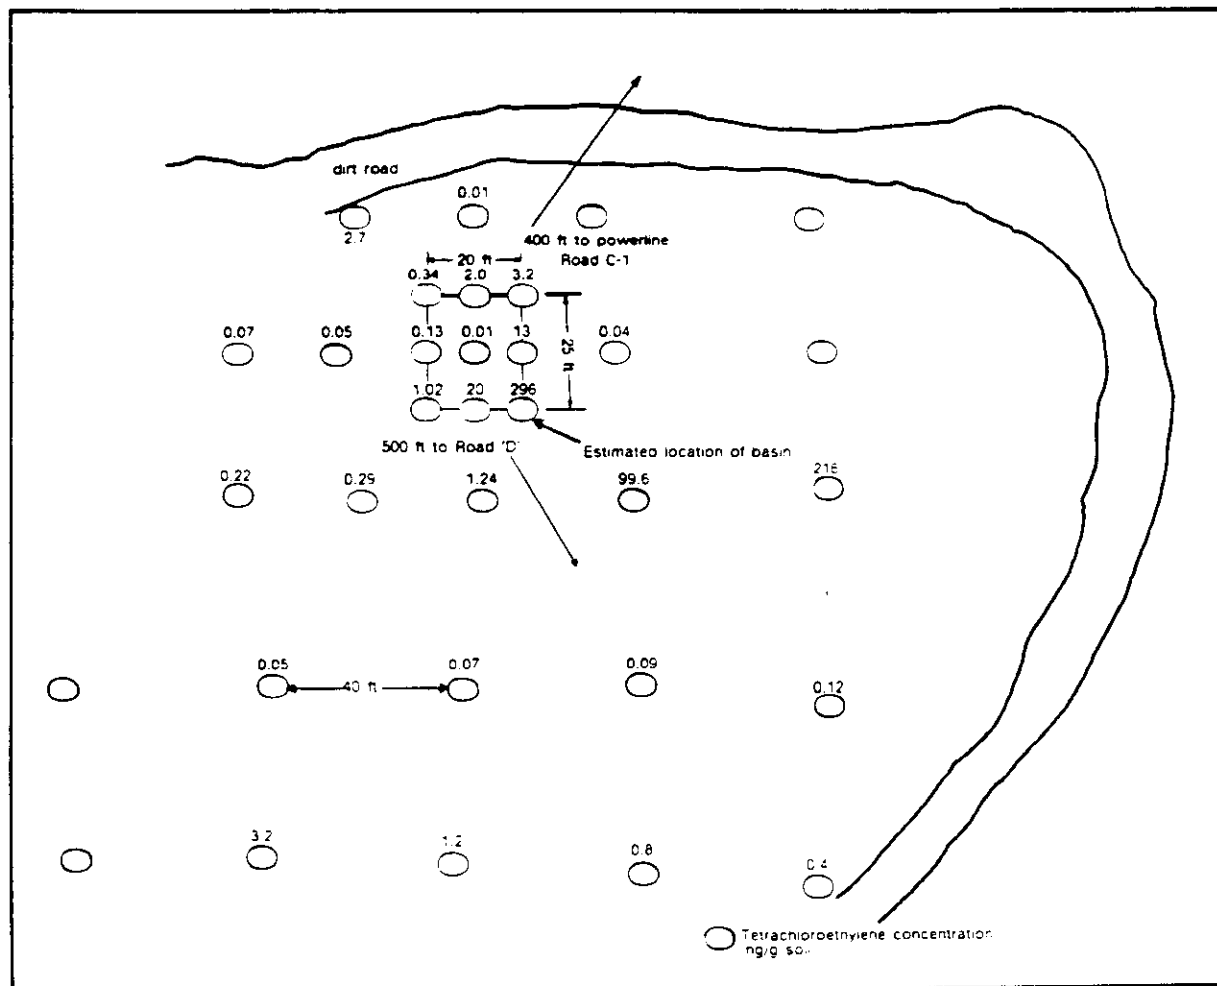 dirt road
0.01
2.7
400 ft to powerline
Road C-1
20 ft
0.34 2.0 3.2
0.07 0.05 0.13 0.01 13 0.04
25 ft
1.02 20 296
500 ft to Road 'D'
Estimated location of basin
0.22 0.29 1.24 99.6 216
0.05 0.07 0.09
40 ft
0.12
3.2 1.2 0.8 0.4
Tetrachloroethylene concentration
ng/g soil